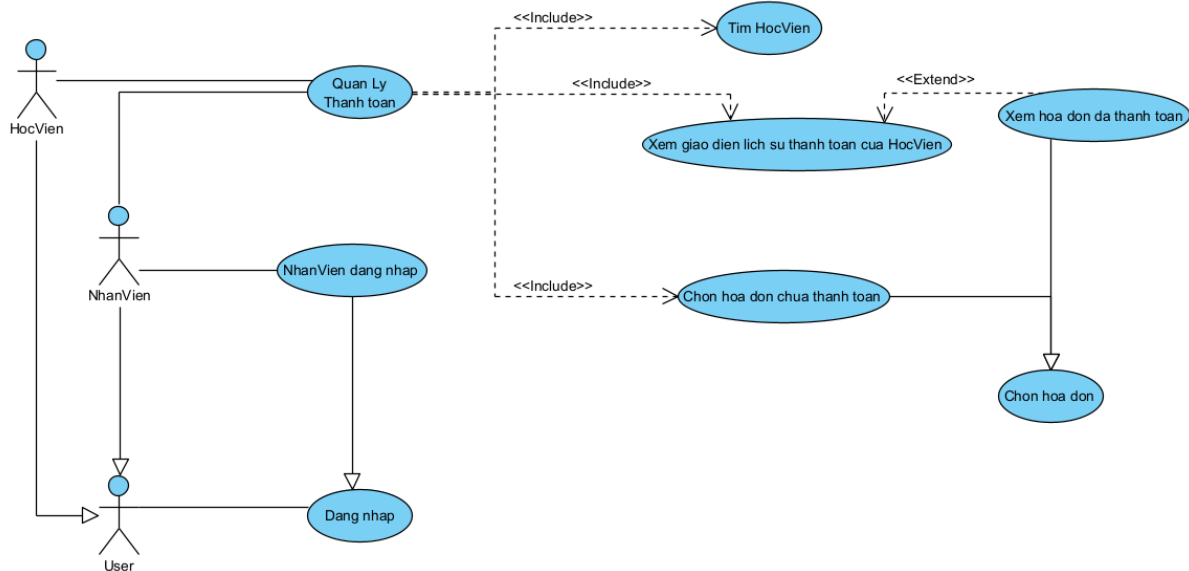 <<Include>>
Tim HocVien
HocVien
Quan Ly
Thanh toan
<<Include>>
<<Extend>>
Xem hoa don da thanh toan
Xem giao dien lich su thanh toan cua HocVien
NhanVien
NhanVien dang nhap
<<Include>>
Chon hoa don chua thanh toan
Chon hoa don
User
Dang nhap